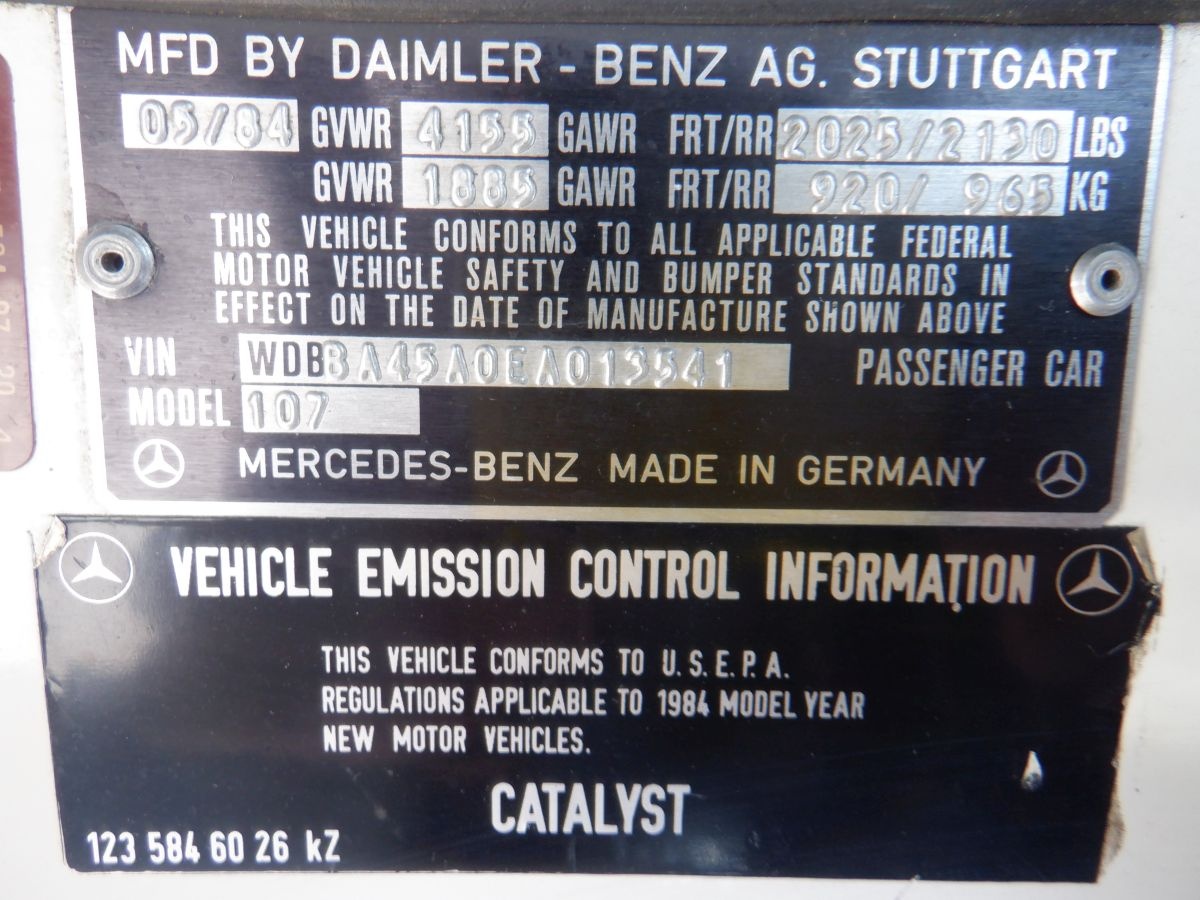 MFD BY DAIMLER - BENZ AG. STUTTGART
05/84 GVWR 4155 GAWR FRT/RR 2025/2130 LBS
GVWR 1885 GAWR FRT/RR 920/ 965 KG
THIS VEHICLE CONFORMS TO ALL APPLICABLE FEDERAL
MOTOR VEHICLE SAFETY AND BUMPER STANDARDS IN
EFFECT ON THE DATE OF MANUFACTURE SHOWN ABOVE
VIN WDBBA45A0EA013541 PASSENGER CAR
MODEL 107
MERCEDES-BENZ MADE IN GERMANY
VEHICLE EMISSION CONTROL INFORMATION
THIS VEHICLE CONFORMS TO U.S.E.P.A.
REGULATIONS APPLICABLE TO 1984 MODEL YEAR
NEW MOTOR VEHICLES.
CATALYST
123 584 60 26 kZ